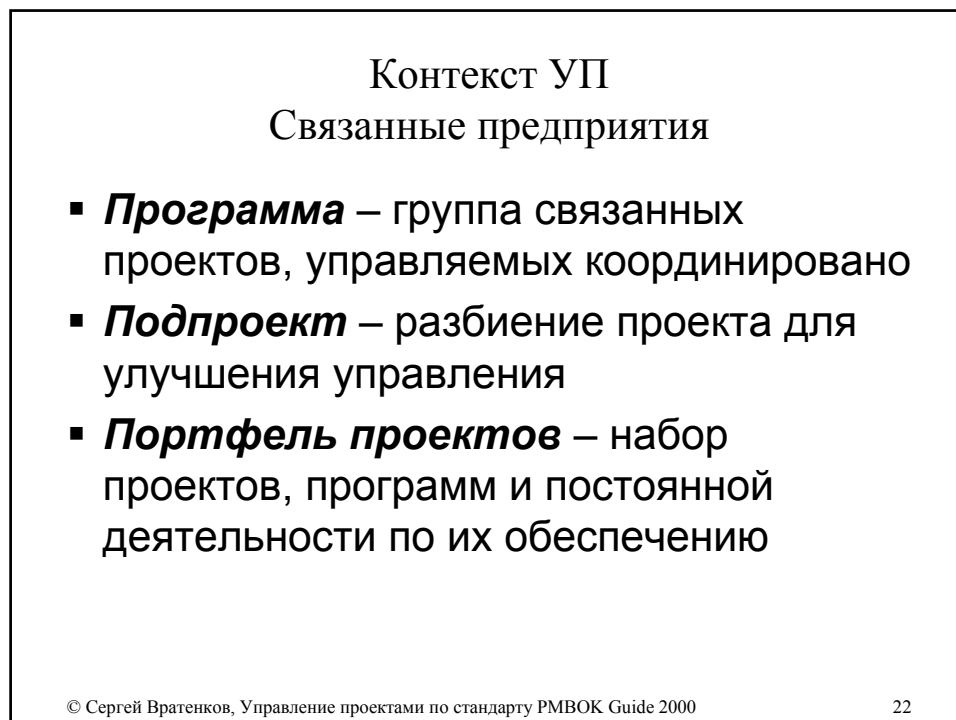 Контекст УП
Связанные предприятия
▪ Программа – группа связанных
проектов, управляемых координировано
▪ Подпроект – разбиение проекта для
улучшения управления
▪ Портфель проектов – набор
проектов, программ и постоянной
деятельности по их обеспечению
© Сергей Вратенков, Управление проектами по стандарту PMBOK Guide 2000 22